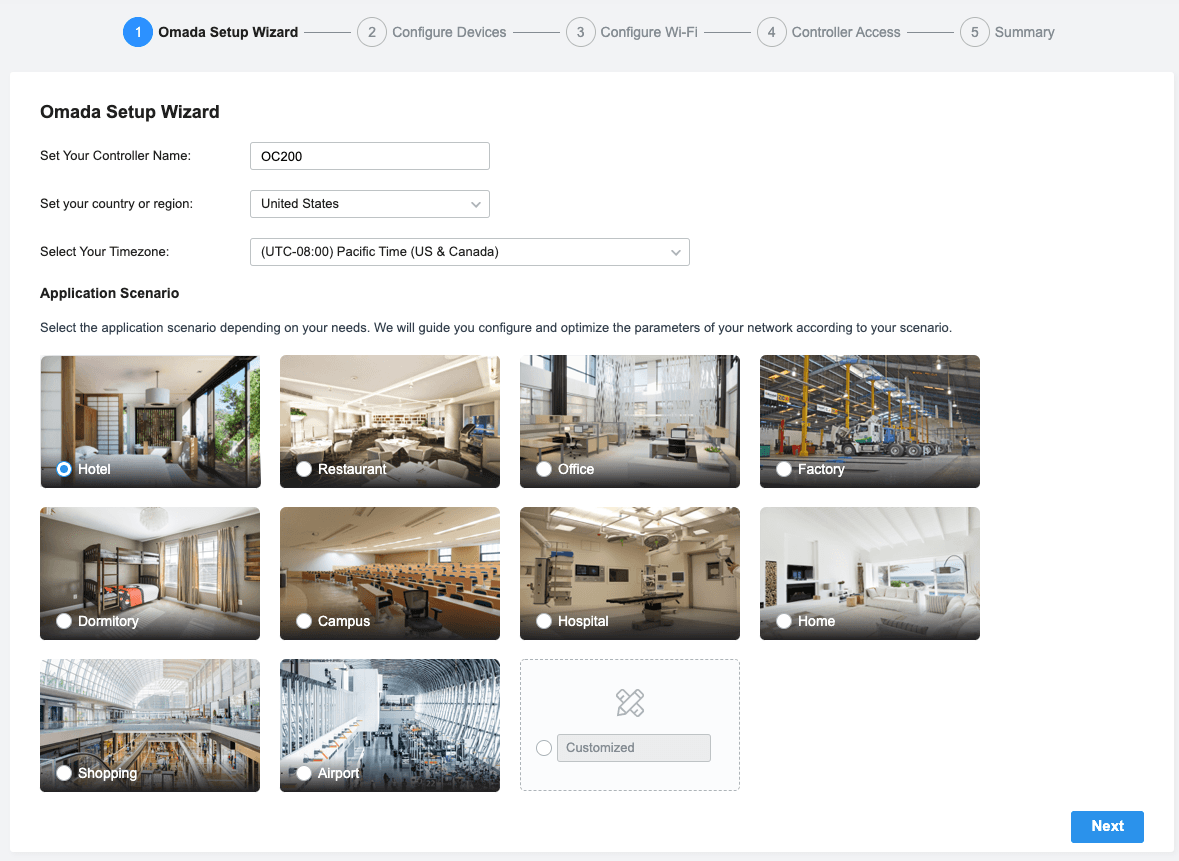 1 Omada Setup Wizard 2 Configure Devices 3 Configure Wi-Fi 4 Controller Access 5 Summary
Omada Setup Wizard
Set Your Controller Name: OC200
Set your country or region: United States
Select Your Timezone: (UTC-08:00) Pacific Time (US & Canada)
Application Scenario
Select the application scenario depending on your needs. We will guide you configure and optimize the parameters of your network according to your scenario.
Hotel Restaurant Office Factory
Dormitory Campus Hospital Home
Shopping Airport Customized
Next